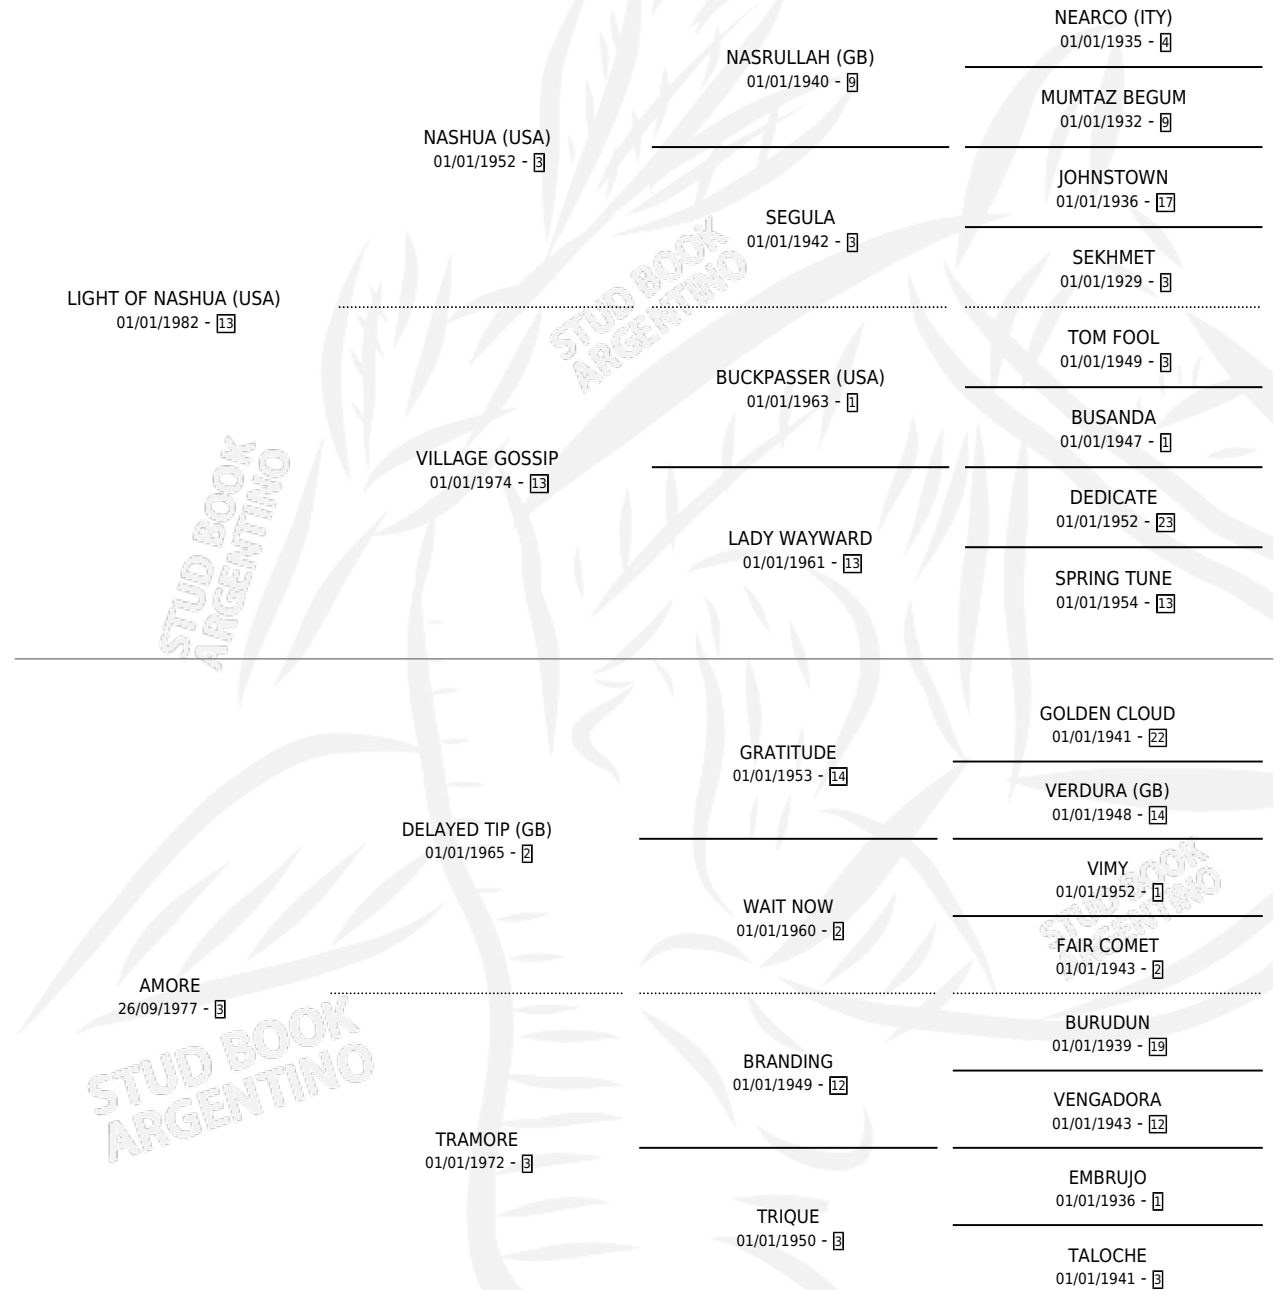 NEARCO (ITY)
01/01/1935 - 4
NASRULLAH (GB)
01/01/1940 - 9
MUMTAZ BEGUM
01/01/1932 - 9
NASHUA (USA)
01/01/1952 - 3
JOHNSTOWN
01/01/1936 - 17
SEGULA
01/01/1942 - 3
SEKHMET
01/01/1929 - 3
LIGHT OF NASHUA (USA)
01/01/1982 - 13
TOM FOOL
01/01/1949 - 3
BUCKPASSER (USA)
01/01/1963 - 1
BUSANDA
01/01/1947 - 1
VILLAGE GOSSIP
01/01/1974 - 13
DEDICATE
01/01/1952 - 23
LADY WAYWARD
01/01/1961 - 13
SPRING TUNE
01/01/1954 - 13
GOLDEN CLOUD
01/01/1941 - 22
GRATITUDE
01/01/1953 - 14
VERDURA (GB)
01/01/1948 - 14
DELAYED TIP (GB)
01/01/1965 - 2
VIMY
01/01/1952 - 1
WAIT NOW
01/01/1960 - 2
FAIR COMET
01/01/1943 - 2
AMORE
26/09/1977 - 3
BURUDUN
01/01/1939 - 19
BRANDING
01/01/1949 - 12
VENGADORA
01/01/1943 - 12
TRAMORE
01/01/1972 - 3
EMBRUJO
01/01/1936 - 1
TRIQUE
01/01/1950 - 3
TALOCHE
01/01/1941 - 3
STUD BOOK
ARGENTINO
STUD BOOK
ARGENTINO
STUD BOOK
ARGENTINO
STUD BOOK
ARGENTINO